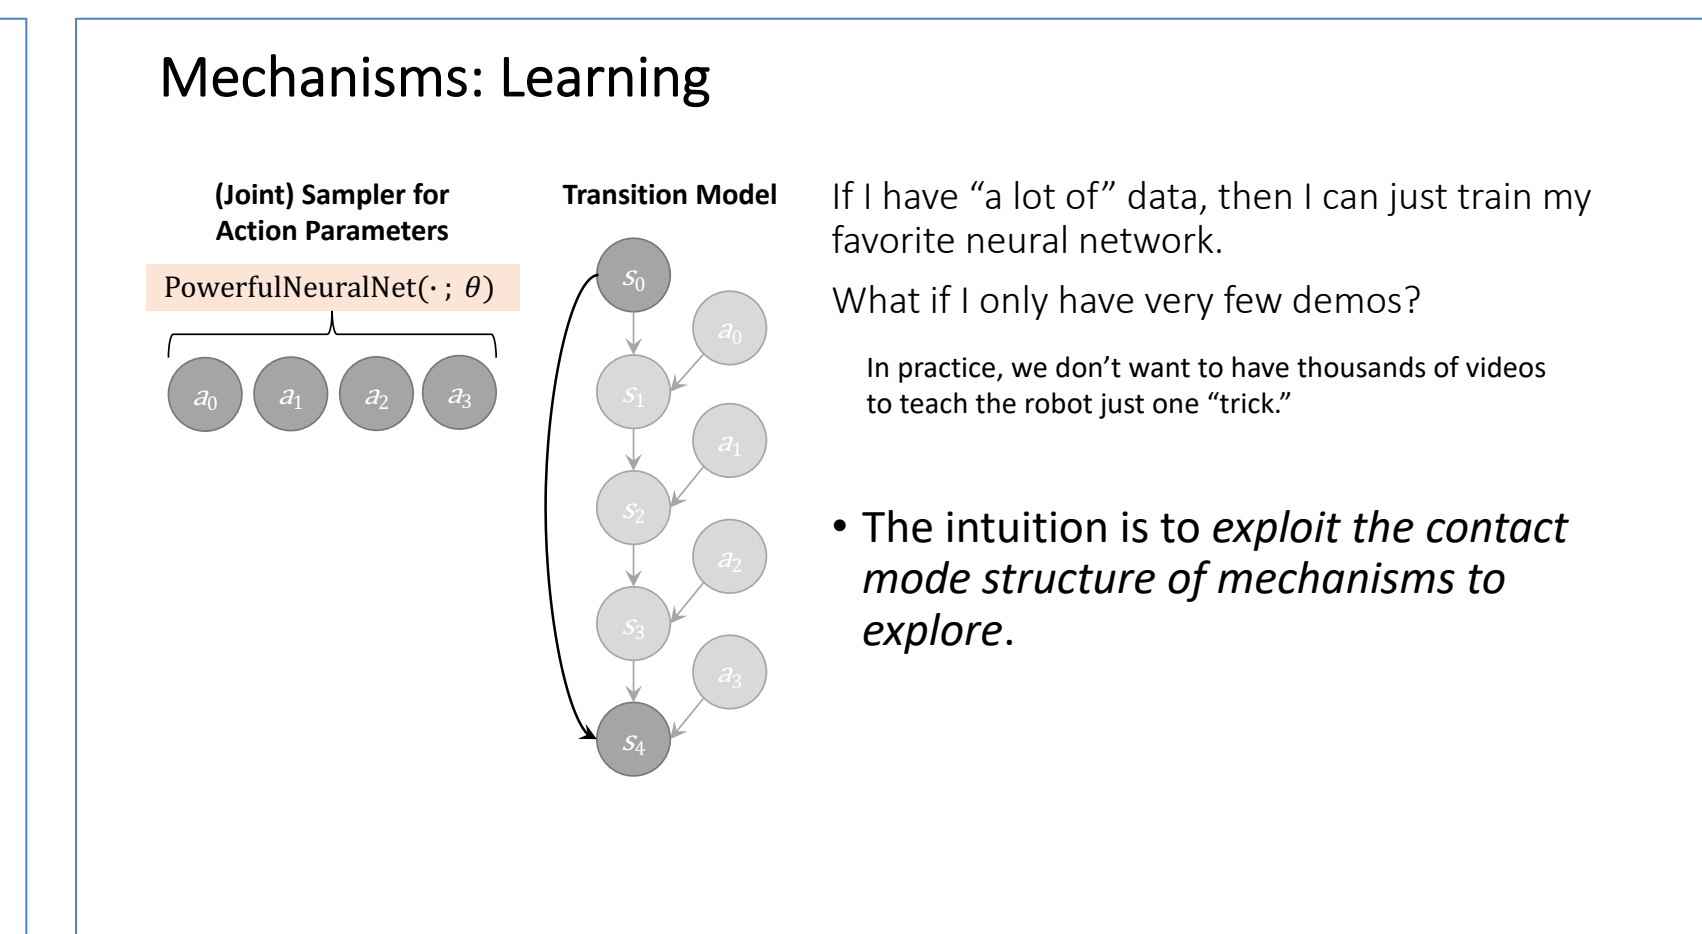 Mechanisms: Learning
(Joint) Sampler for
Action Parameters
PowerfulNeuralNet(· ; θ)
a₀ a₁ a₂ a₃
Transition Model
s₀
a₀
s₁
a₁
s₂
a₂
s₃
a₃
s₄
If I have “a lot of” data, then I can just train my
favorite neural network.
What if I only have very few demos?
In practice, we don’t want to have thousands of videos
to teach the robot just one “trick.”
• The intuition is to exploit the contact
mode structure of mechanisms to
explore.